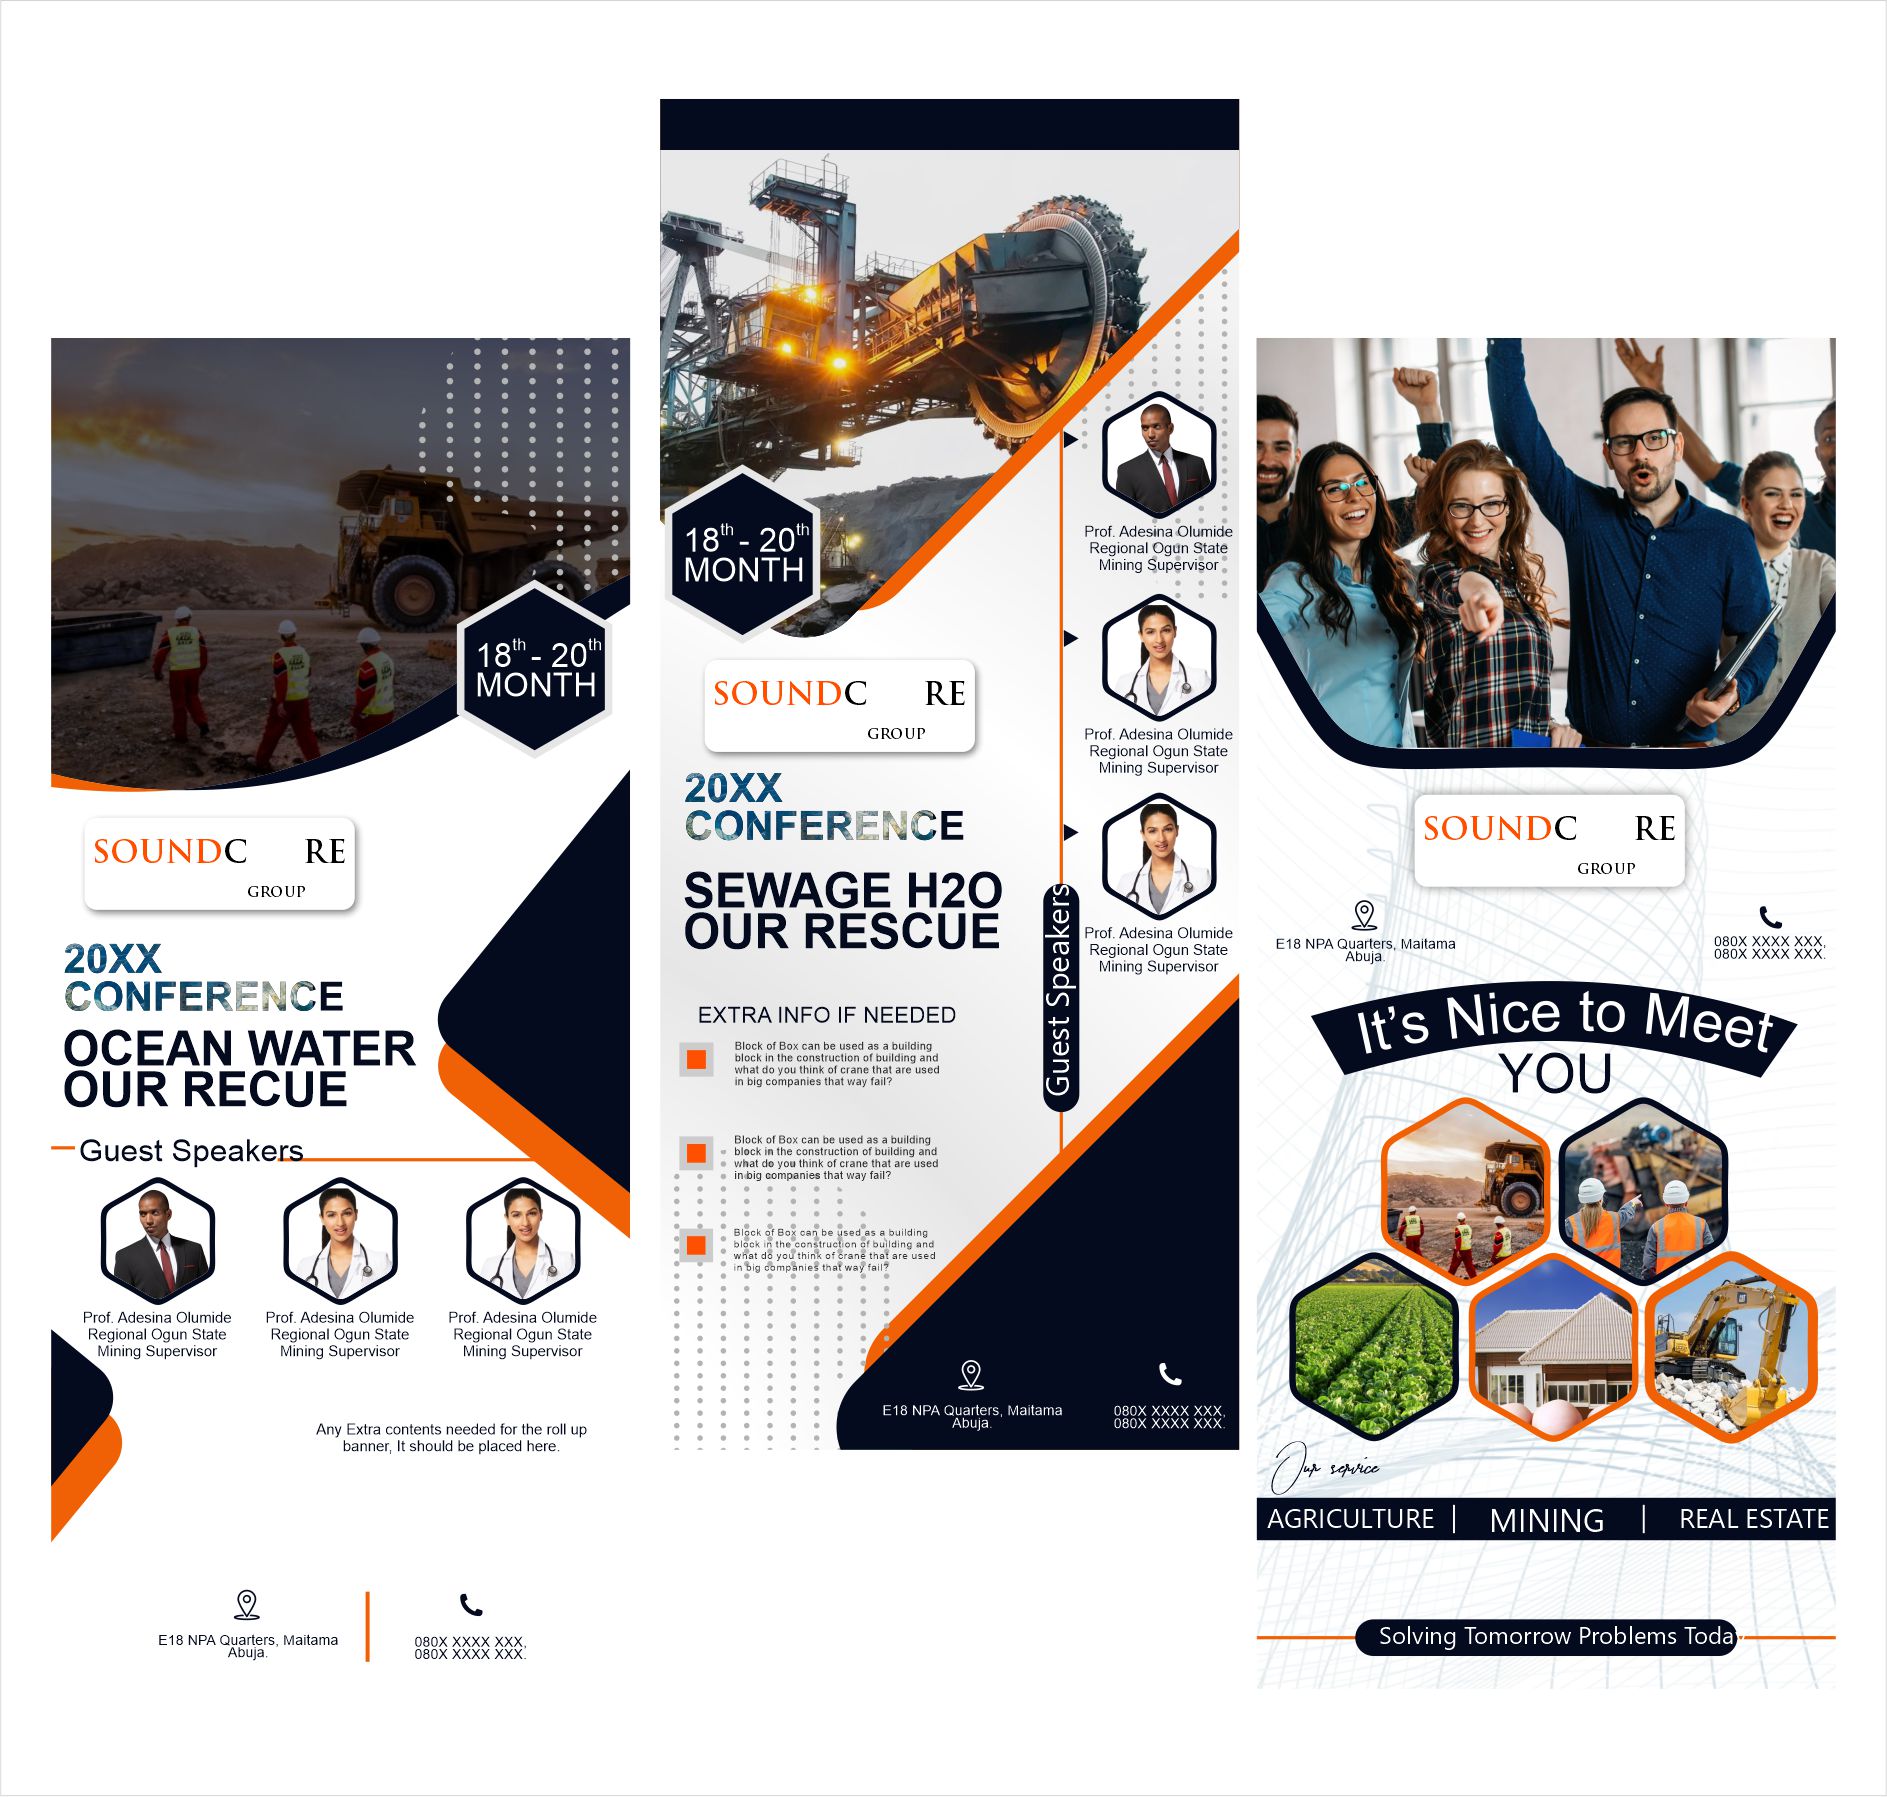 18th - 20th
MONTH
SOUNDC RE
GROUP
20XX
CONFERENCE
OCEAN WATER
OUR RECUE
Guest Speakers
Prof. Adesina Olumide
Regional Ogun State
Mining Supervisor
Prof. Adesina Olumide
Regional Ogun State
Mining Supervisor
Prof. Adesina Olumide
Regional Ogun State
Mining Supervisor
Any Extra contents needed for the roll up
banner, It should be placed here.
E18 NPA Quarters, Maitama
Abuja.
080X XXXX XXX,
080X XXXX XXX.
18th - 20th
MONTH
SOUNDC RE
GROUP
20XX
CONFERENCE
SEWAGE H2O
OUR RESCUE
EXTRA INFO IF NEEDED
Block of Box can be used as a building
block in the construction of building and
what do you think of crane that are used
in big companies that way fail?
Block of Box can be used as a building
block in the construction of building and
what do you think of crane that are used
in big companies that way fail?
Block of Box can be used as a building
block in the construction of building and
what do you think of crane that are used
in big companies that way fail?
Guest Speakers
Prof. Adesina Olumide
Regional Ogun State
Mining Supervisor
Prof. Adesina Olumide
Regional Ogun State
Mining Supervisor
Prof. Adesina Olumide
Regional Ogun State
Mining Supervisor
E18 NPA Quarters, Maitama
Abuja.
080X XXXX XXX,
080X XXXX XXX.
SOUNDC RE
GROUP
E18 NPA Quarters, Maitama
Abuja.
080X XXXX XXX,
080X XXXX XXX.
It's Nice to Meet
YOU
Our service
AGRICULTURE | MINING | REAL ESTATE
Solving Tomorrow Problems Today